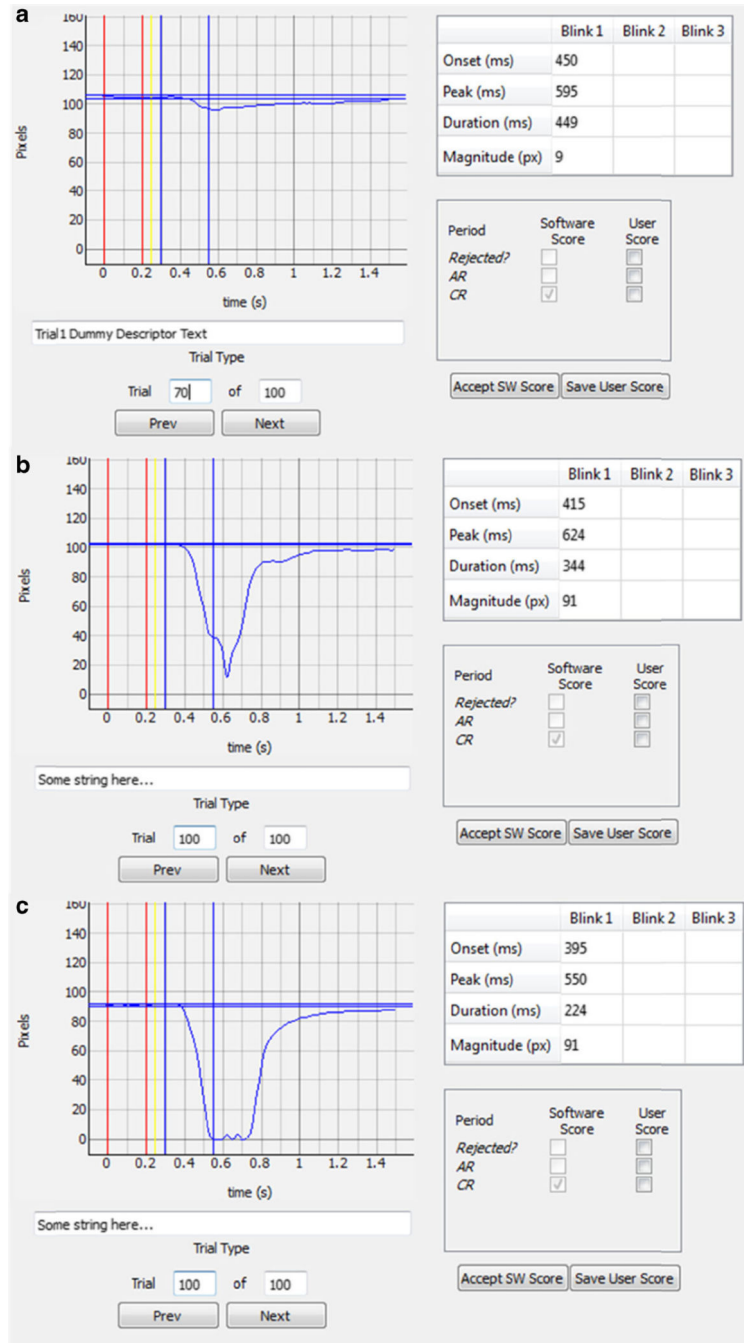 a
160
140
120
100
80
60
40
20
0
Pixels
0 0.2 0.4 0.6 0.8 1 1.2 1.4
time (s)
Trial1 Dummy Descriptor Text
Trial Type
Trial 70 of 100
Prev Next
Blink 1 Blink 2 Blink 3
Onset (ms) 450
Peak (ms) 595
Duration (ms) 449
Magnitude (px) 9
Period Software Score User Score
Rejected?
AR
CR
Accept SW Score Save User Score
b
160
140
120
100
80
60
40
20
0
Pixels
0 0.2 0.4 0.6 0.8 1 1.2 1.4
time (s)
Some string here...
Trial Type
Trial 100 of 100
Prev Next
Blink 1 Blink 2 Blink 3
Onset (ms) 415
Peak (ms) 624
Duration (ms) 344
Magnitude (px) 91
Period Software Score User Score
Rejected?
AR
CR
Accept SW Score Save User Score
c
160
140
120
100
80
60
40
20
0
Pixels
0 0.2 0.4 0.6 0.8 1 1.2 1.4
time (s)
Some string here...
Trial Type
Trial 100 of 100
Prev Next
Blink 1 Blink 2 Blink 3
Onset (ms) 395
Peak (ms) 550
Duration (ms) 224
Magnitude (px) 91
Period Software Score User Score
Rejected?
AR
CR
Accept SW Score Save User Score